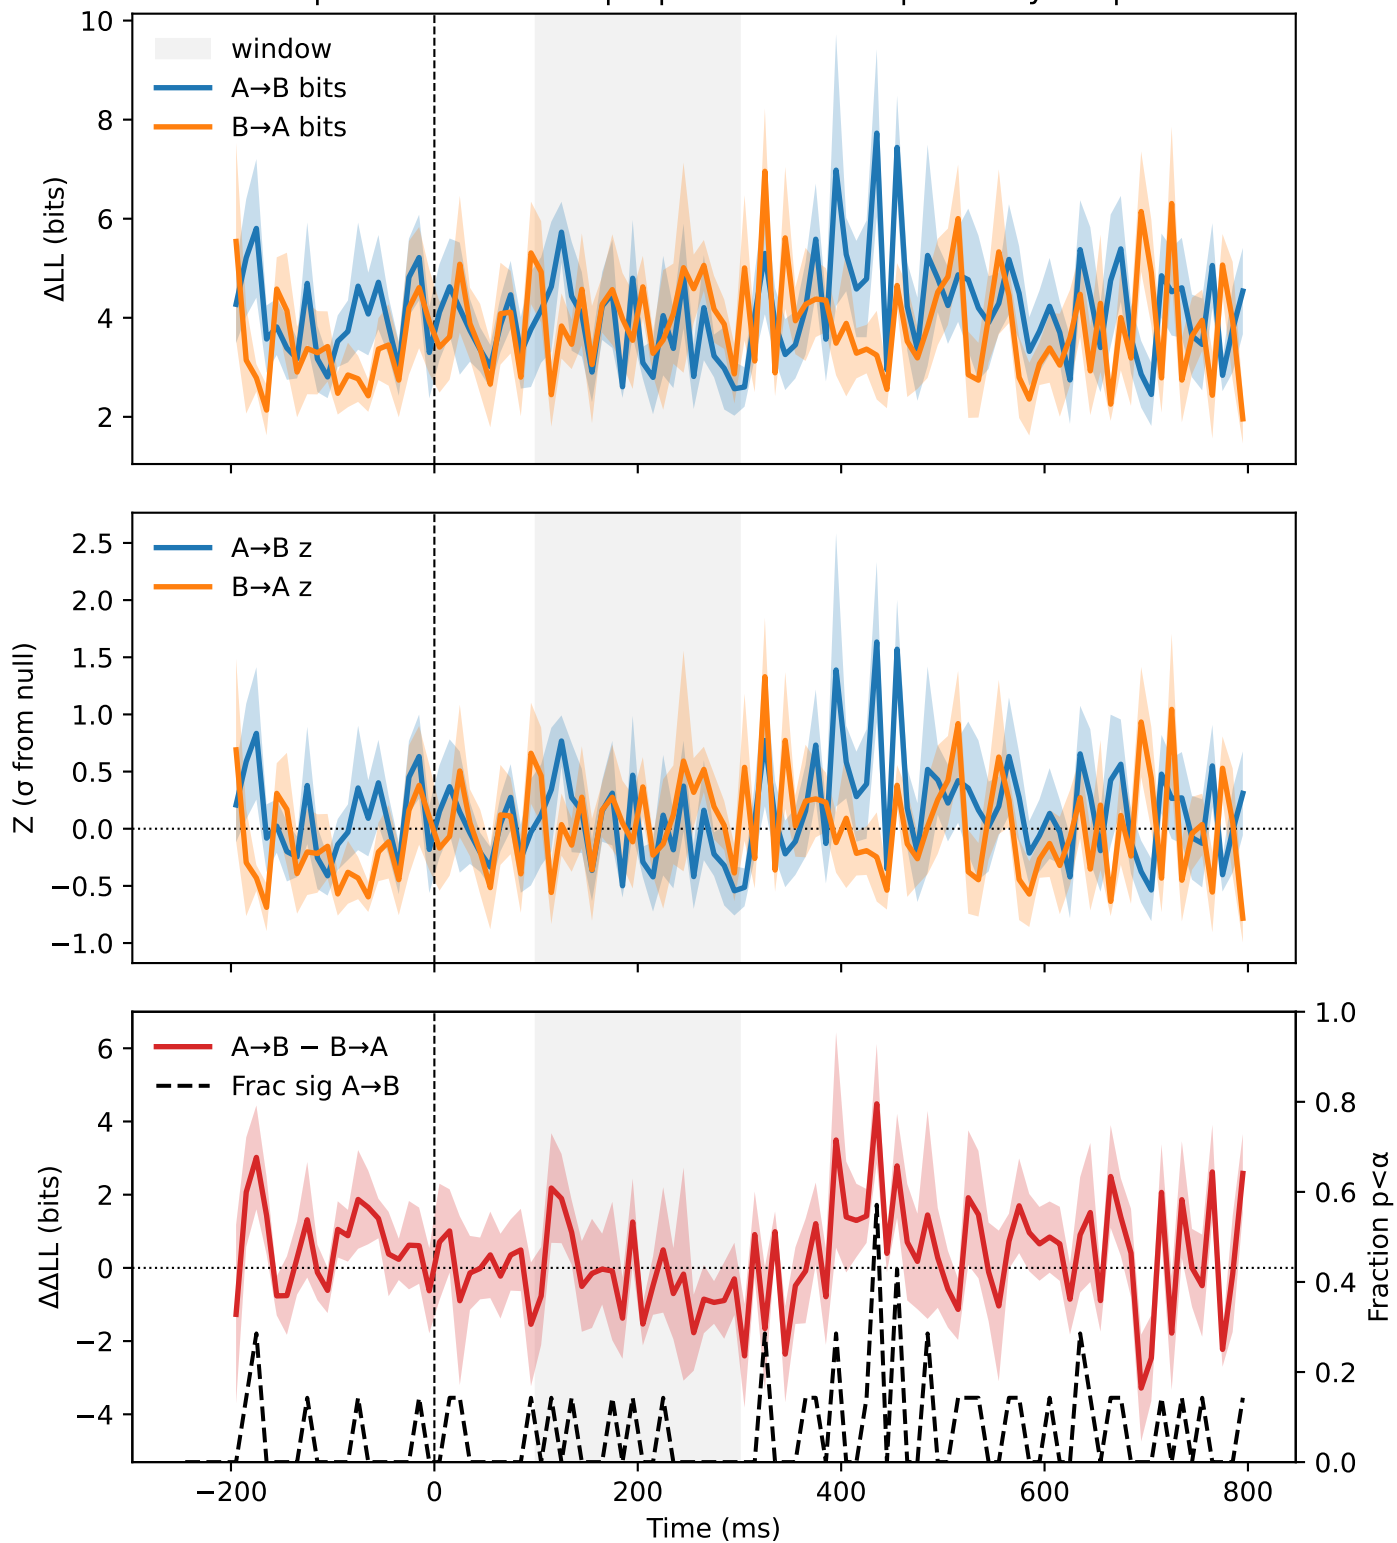 10
8
6
4
2
ΔLL (bits)
window
A→B bits
B→A bits
2.5
2.0
1.5
1.0
0.5
0.0
−0.5
−1.0
Z (σ from null)
A→B z
B→A z
6
4
2
0
−2
−4
ΔΔLL (bits)
A→B − B→A
Frac sig A→B
1.0
0.8
0.6
0.4
0.2
0.0
Fraction p<α
−200 0 200 400 600 800
Time (ms)